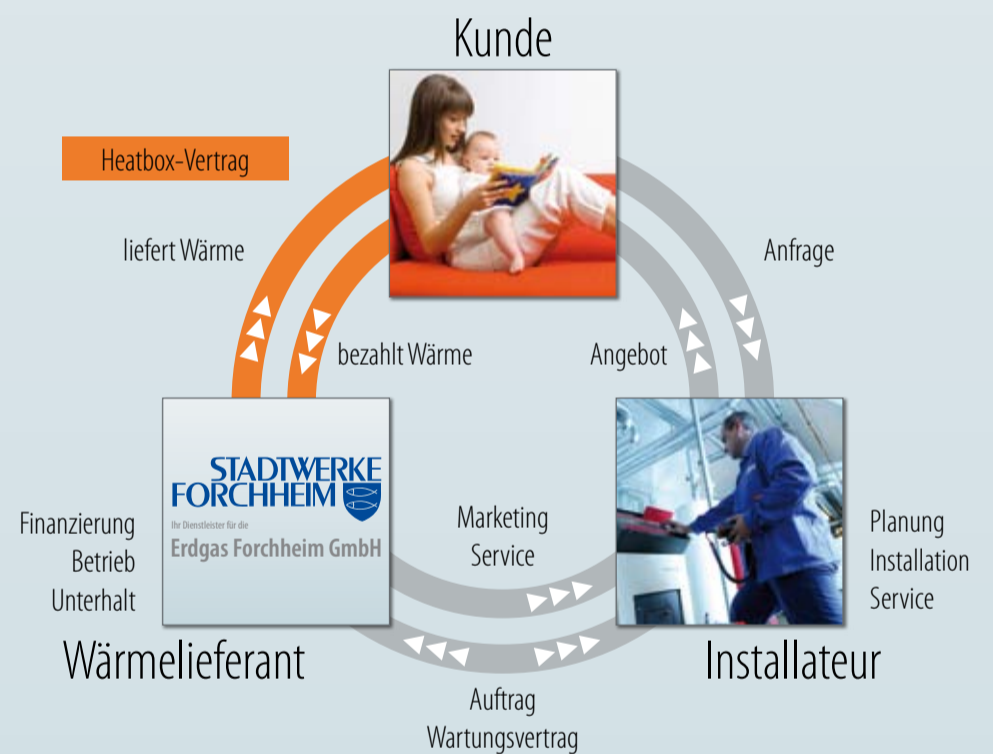 Kunde
Heatbox-Vertrag
liefert Wärme
Anfrage
bezahlt Wärme
Angebot
STADTWERKE
FORCHHEIM
Ihr Dienstleister für die
Erdgas Forchheim GmbH
Finanzierung
Betrieb
Unterhalt
Marketing
Service
Planung
Installation
Service
Wärmelieferant
Installateur
Auftrag
Wartungsvertrag